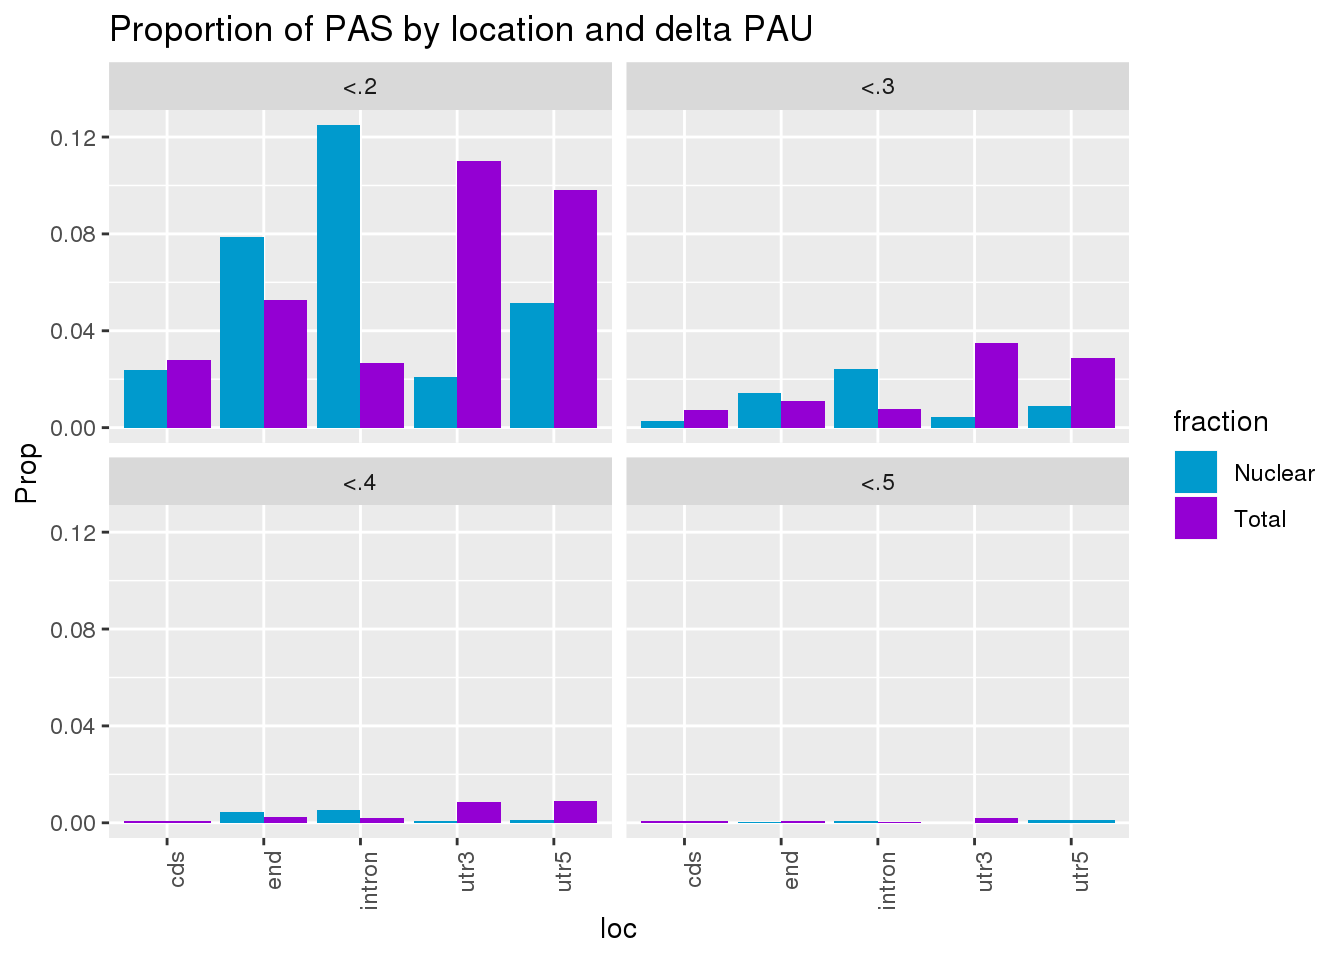 Proportion of PAS by location and delta PAU
<.2
<.3
0.12
0.08
0.04
0.00
<.4
<.5
0.12
0.08
0.04
0.00
Prop
cds
end
intron
utr3
utr5
cds
end
intron
utr3
utr5
loc
fraction
Nuclear
Total